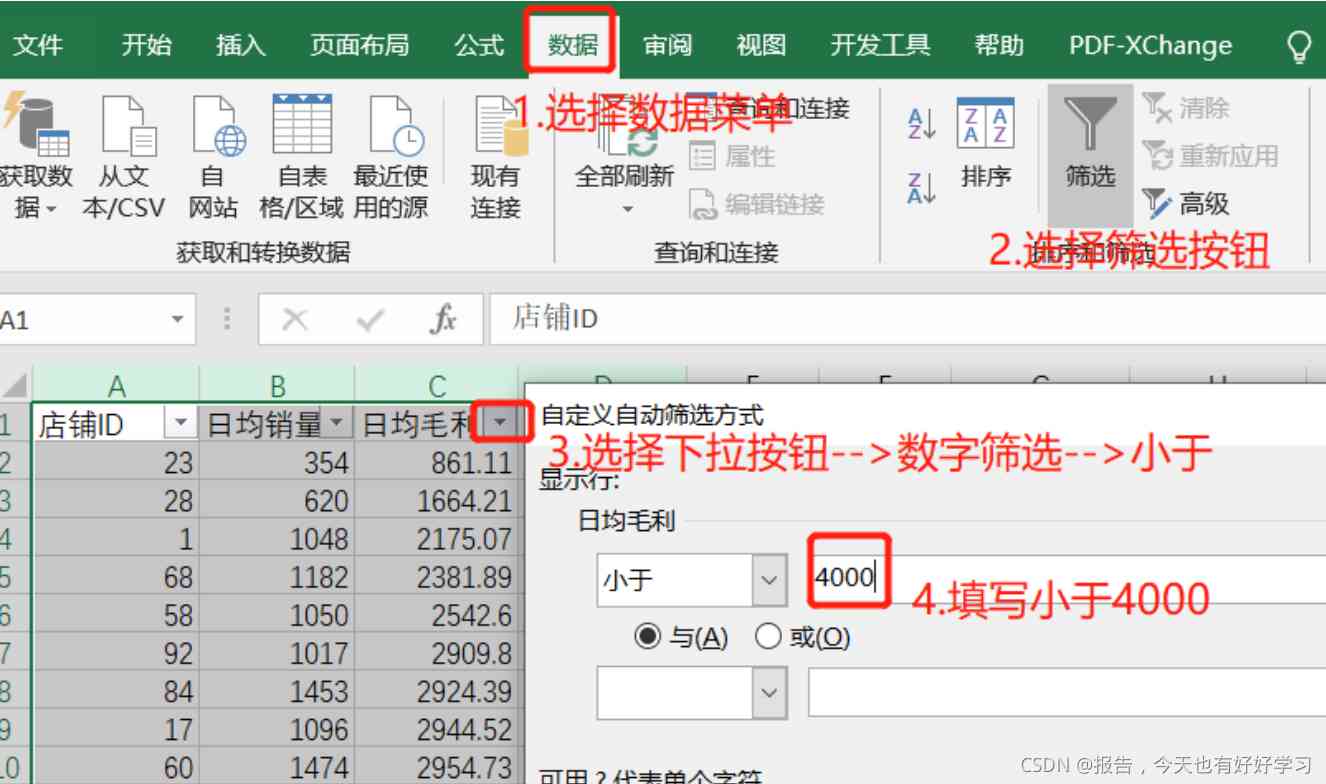 文件 开始 插入 页面布局 公式 数据 审阅 视图 开发工具 帮助 PDF-XChange
1.选择数据菜单
查询和连接
清除
属性
重新应用
获取数据 从文本/CSV 自网站 自表格/区域 最近使用的源 现有连接 全部刷新
编辑链接
排序 筛选
高级
获取和转换数据 查询和连接 排序和筛选
2.选择筛选按钮
A1 fx 店铺ID
A B C
1 店铺ID 日均销量 日均毛利
2 23 354 861.11
3 28 620 1664.21
4 1 1048 2175.07
5 68 1182 2381.89
6 58 1050 2542.6
7 92 1017 2909.8
8 84 1453 2924.39
9 17 1096 2944.52
10 60 1474 2954.73
自定义自动筛选方式
3.选择下拉按钮-->数字筛选-->小于
显示行:
日均毛利
小于 4000
4.填写小于4000
与(A) 或(O)
可用 ? 代表单个字符
CSDN @报告，今天也有好好学习